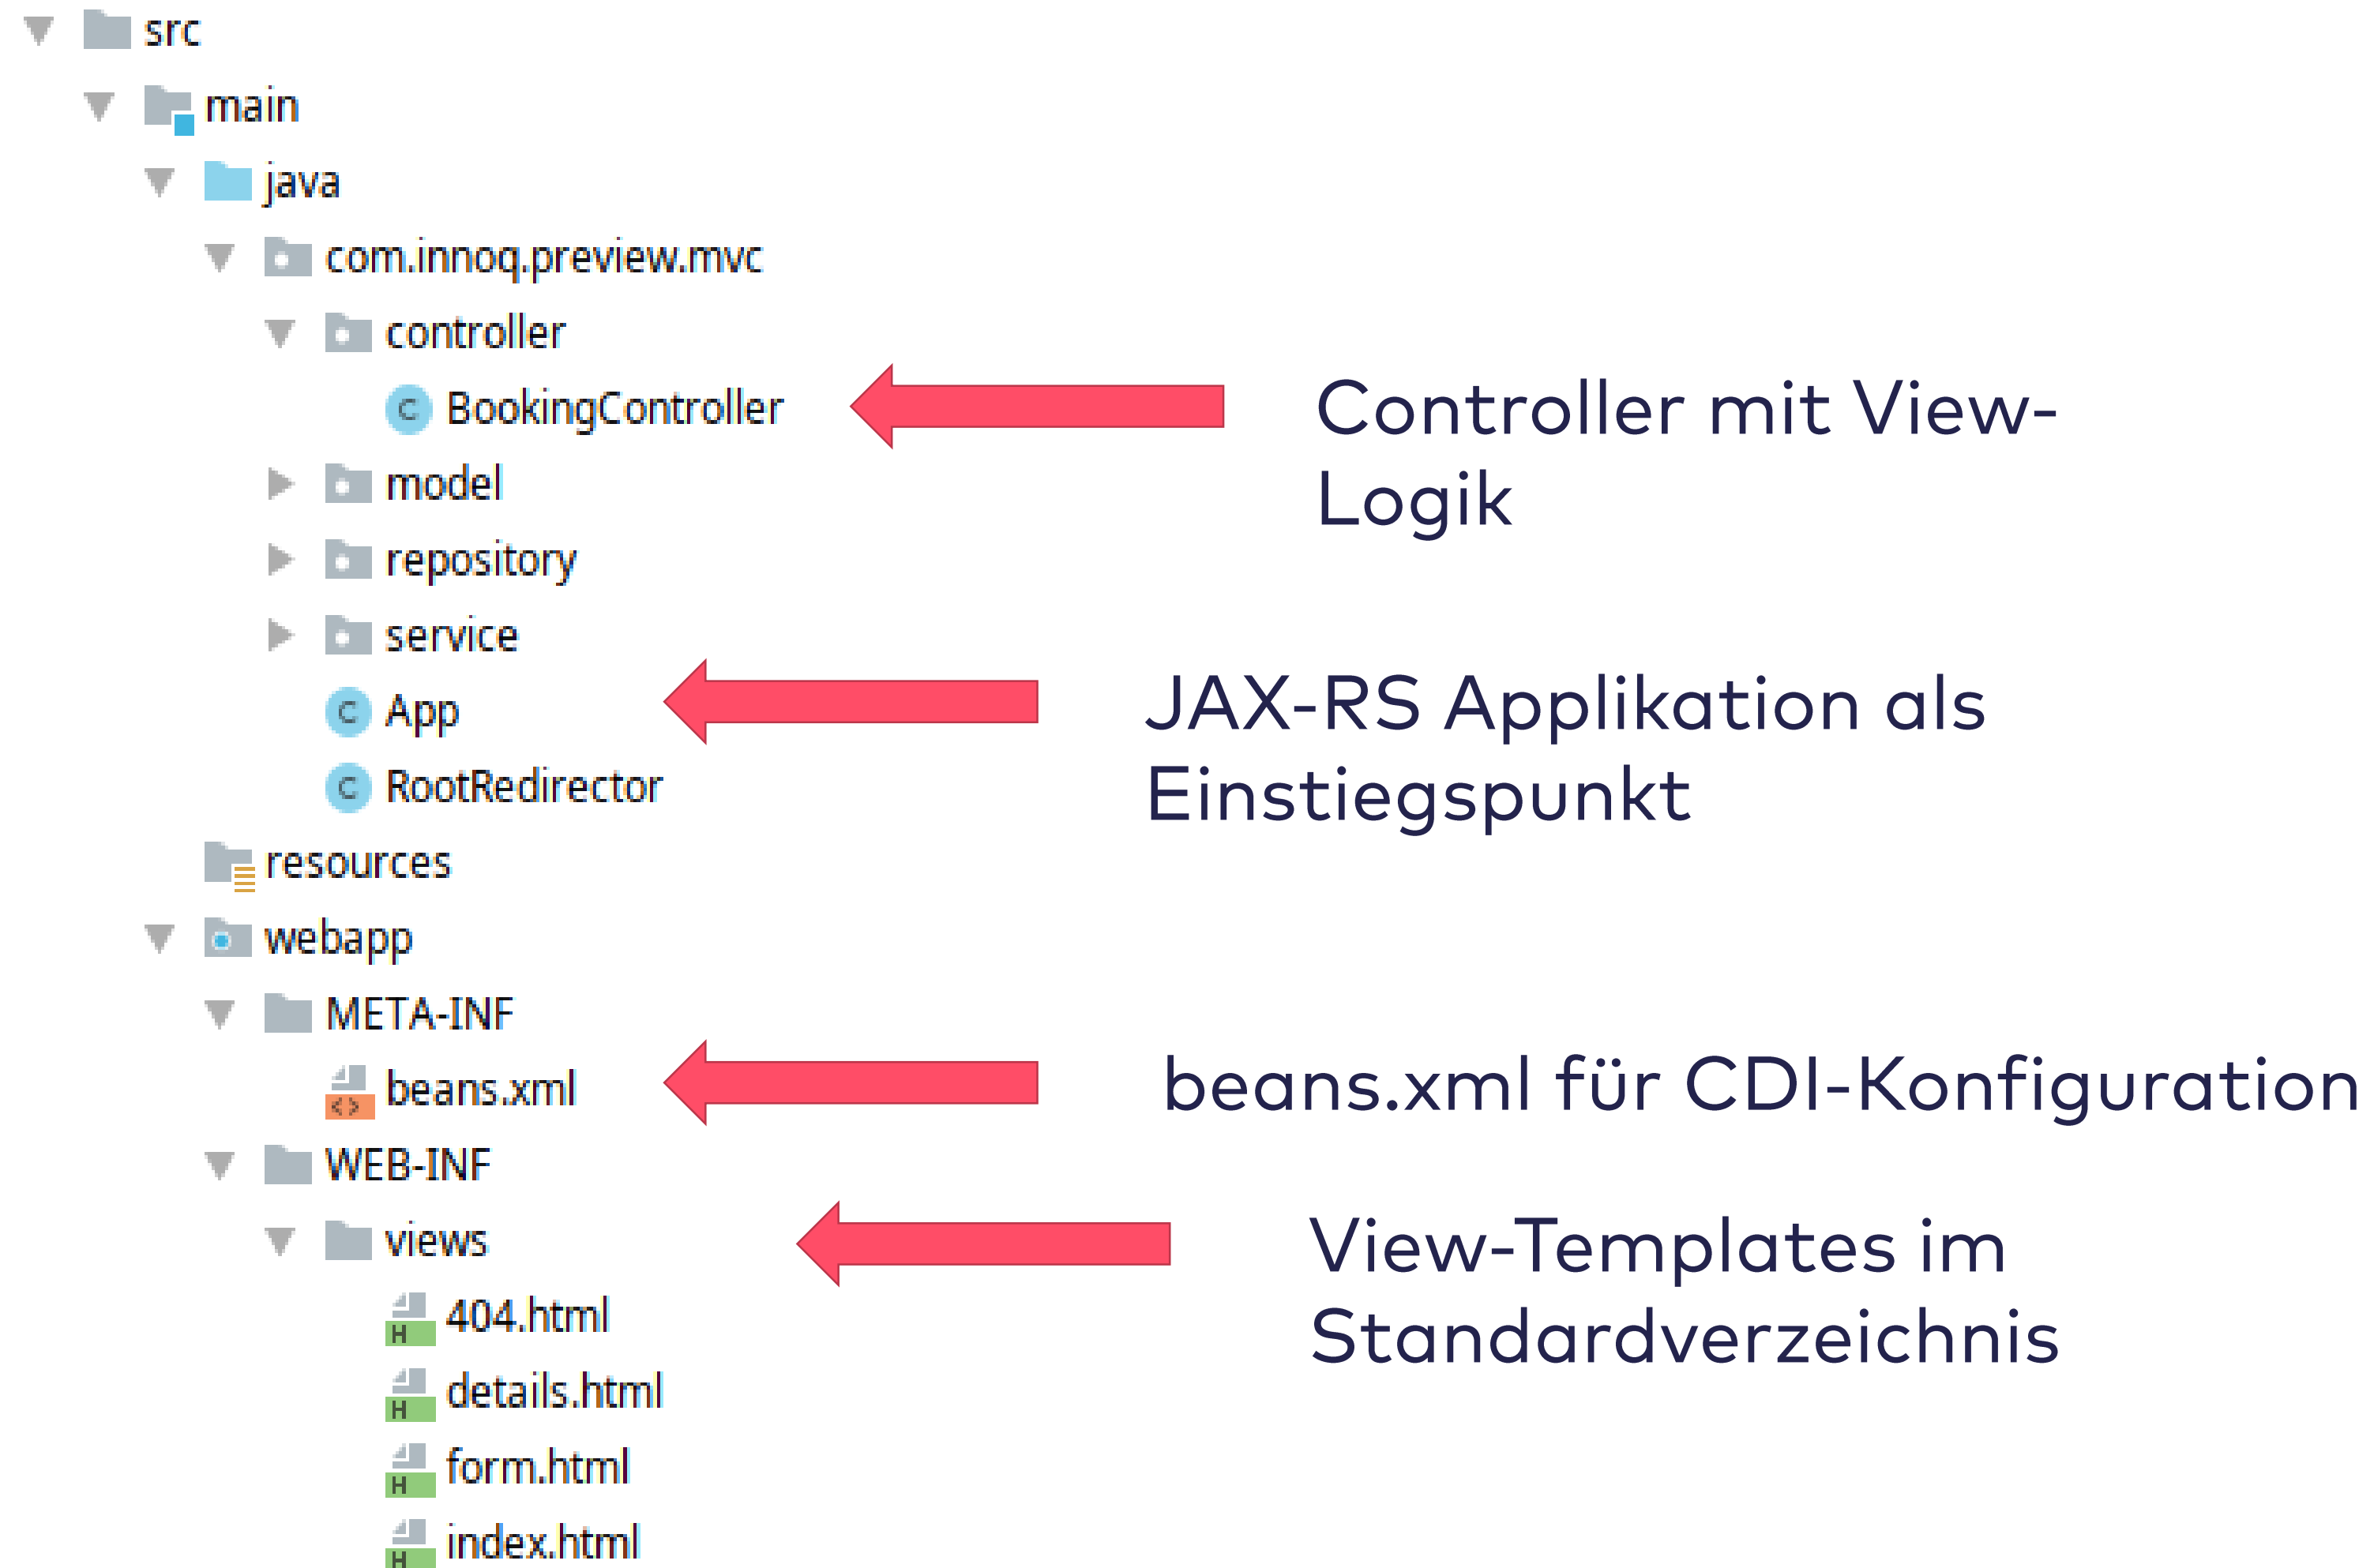 src
main
java
com.innoq.preview.mvc
controller
BookingController
Controller mit View-
Logik
model
repository
service
App
JAX-RS Applikation als
Einstiegspunkt
RootRedirector
resources
webapp
META-INF
beans.xml
beans.xml für CDI-Konfiguration
WEB-INF
views
View-Templates im
Standardverzeichnis
404.html
details.html
form.html
index.html